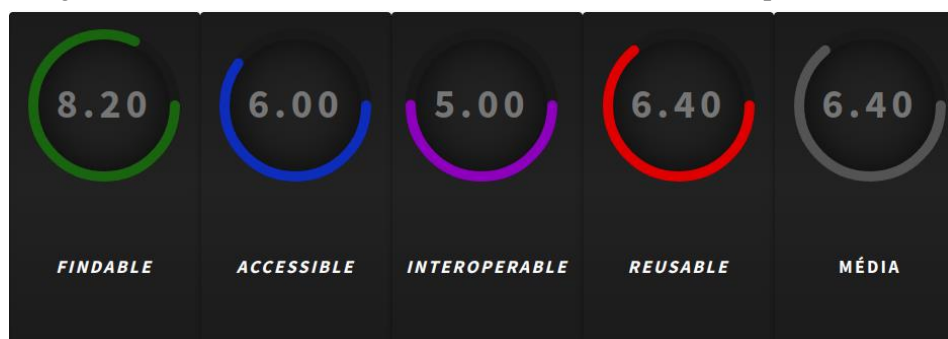 8.20 6.00 5.00 6.40 6.40
FINDABLE ACCESSIBLE INTEROPERABLE REUSABLE MÉDIA